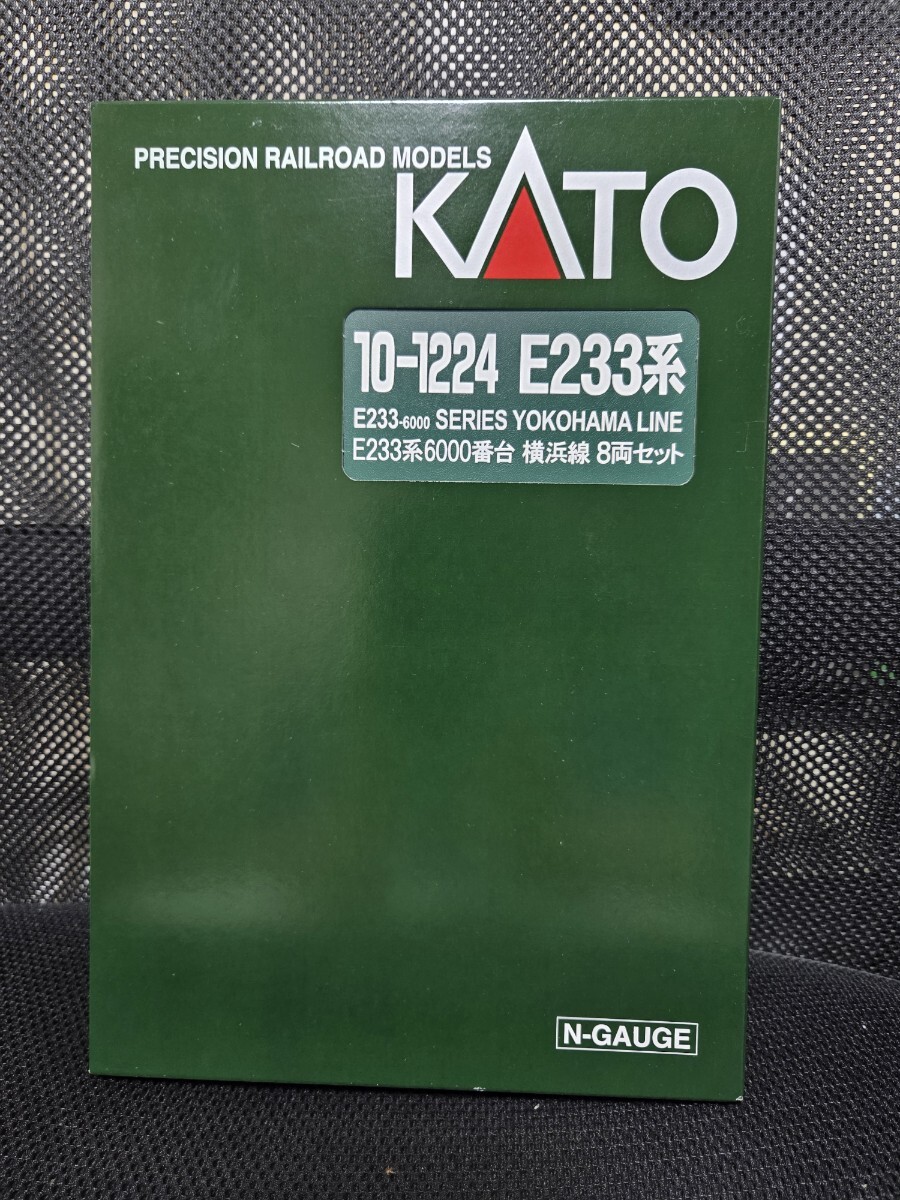 PRECISION RAILROAD MODELS
KATO
10-1224 E233系
E233-6000 SERIES YOKOHAMA LINE
E233系6000番台 横浜線 8両セット
N-GAUGE